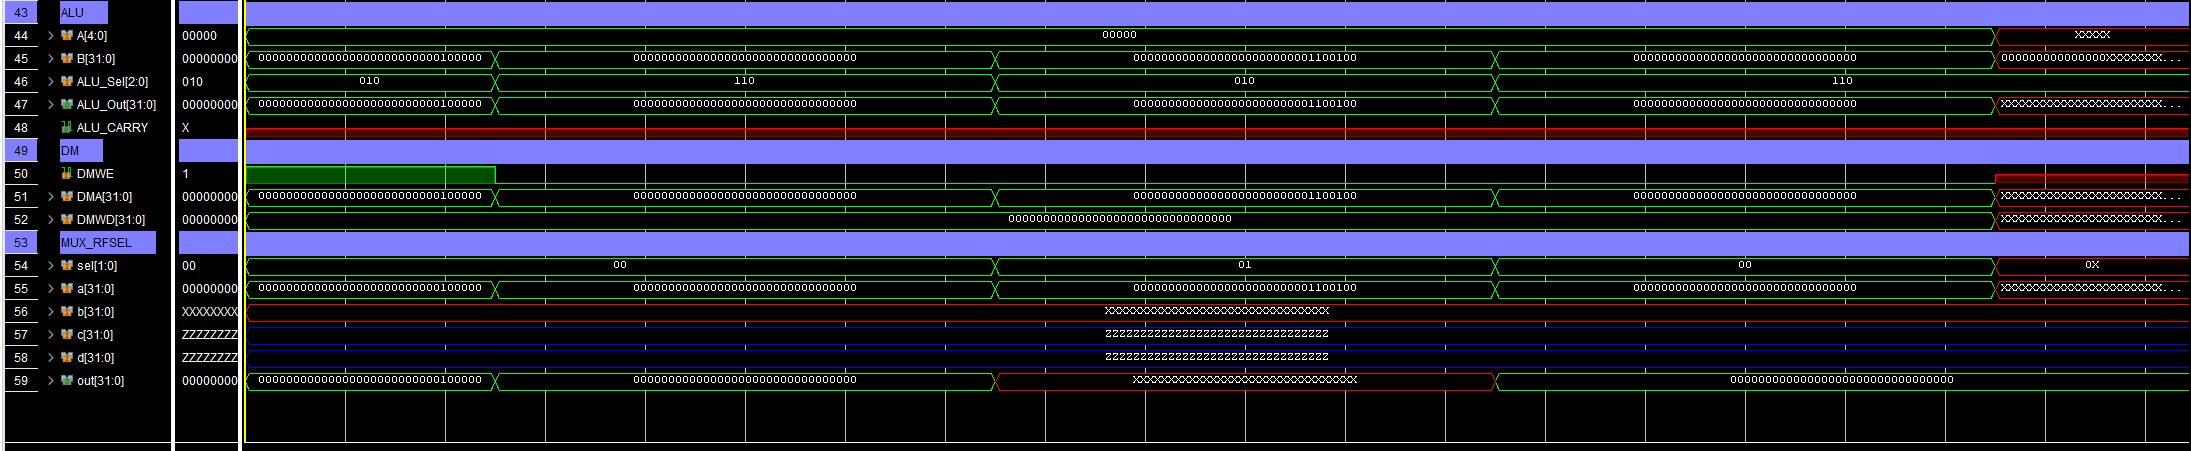 43 ALU
44 A[4:0] 00000 00000 XXXXX
45 B[31:0] 00000000 00000000000000000000000000100000 00000000000000000000000000000000 00000000000000000000000001100100 00000000000000000000000000000000 000000000000000XXXXXXXX...
46 ALU_Sel[2:0] 010 010 110 010 110
47 ALU_Out[31:0] 00000000 00000000000000000000000000100000 00000000000000000000000000000000 00000000000000000000000001100100 00000000000000000000000000000000 XXXXXXXXXXXXXXXXXXXXXXX...
48 ALU_CARRY X
49 DM
50 DMWE 1
51 DMA[31:0] 00000000 00000000000000000000000000100000 00000000000000000000000000000000 00000000000000000000000001100100 00000000000000000000000000000000 XXXXXXXXXXXXXXXXXXXXXXX...
52 DMWD[31:0] 00000000 00000000000000000000000000000000 XXXXXXXXXXXXXXXXXXXXXXX...
53 MUX_RFSEL
54 sel[1:0] 00 00 01 00 0X
55 a[31:0] 00000000 00000000000000000000000000100000 00000000000000000000000000000000 00000000000000000000000001100100 00000000000000000000000000000000 XXXXXXXXXXXXXXXXXXXXXXX...
56 b[31:0] XXXXXXXX XXXXXXXXXXXXXXXXXXXXXXXXXXXXXXXX
57 c[31:0] ZZZZZZZZ ZZZZZZZZZZZZZZZZZZZZZZZZZZZZZZZZ
58 d[31:0] ZZZZZZZZ ZZZZZZZZZZZZZZZZZZZZZZZZZZZZZZZZ
59 out[31:0] 00000000 00000000000000000000000000100000 00000000000000000000000000000000 XXXXXXXXXXXXXXXXXXXXXXXXXXXXXXXX 00000000000000000000000000000000